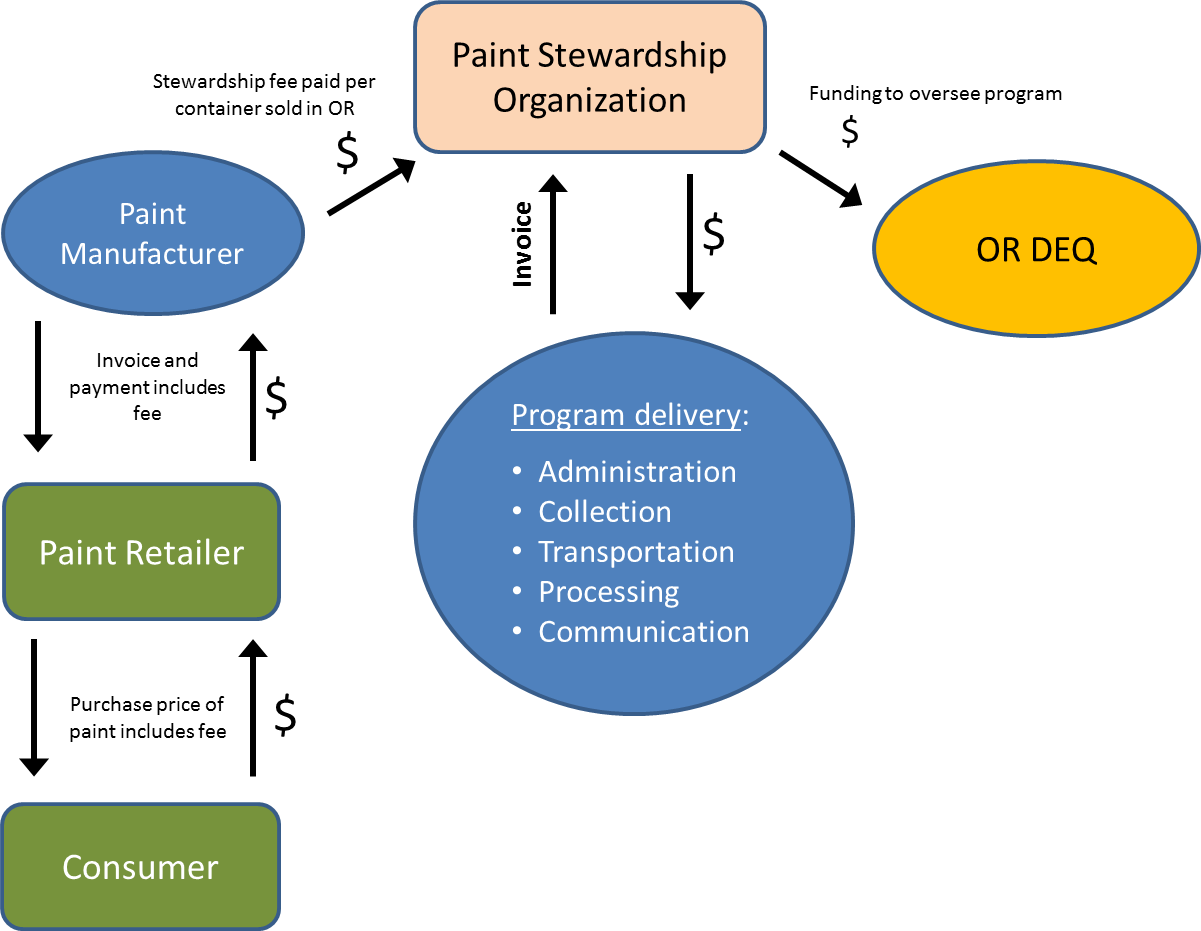 Paint Stewardship
Organization
Stewardship fee paid per
container sold in OR
$
Funding to oversee program
$
Paint
Manufacturer
Invoice
$
OR DEQ
Invoice and
payment includes
fee
$
Program delivery:
• Administration
• Collection
• Transportation
• Processing
• Communication
Paint Retailer
Purchase price of
paint includes fee
$
Consumer